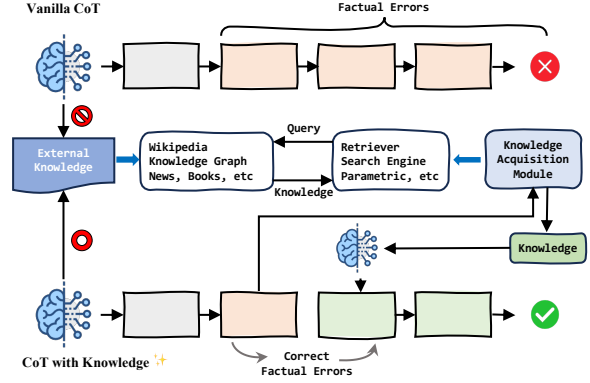 Vanilla CoT
Factual Errors
External
Knowledge
Wikipedia
Knowledge Graph
News, Books, etc
Query
Knowledge
Retriever
Search Engine
Parametric, etc
Knowledge
Acquisition
Module
Knowledge
CoT with Knowledge
Correct
Factual Errors